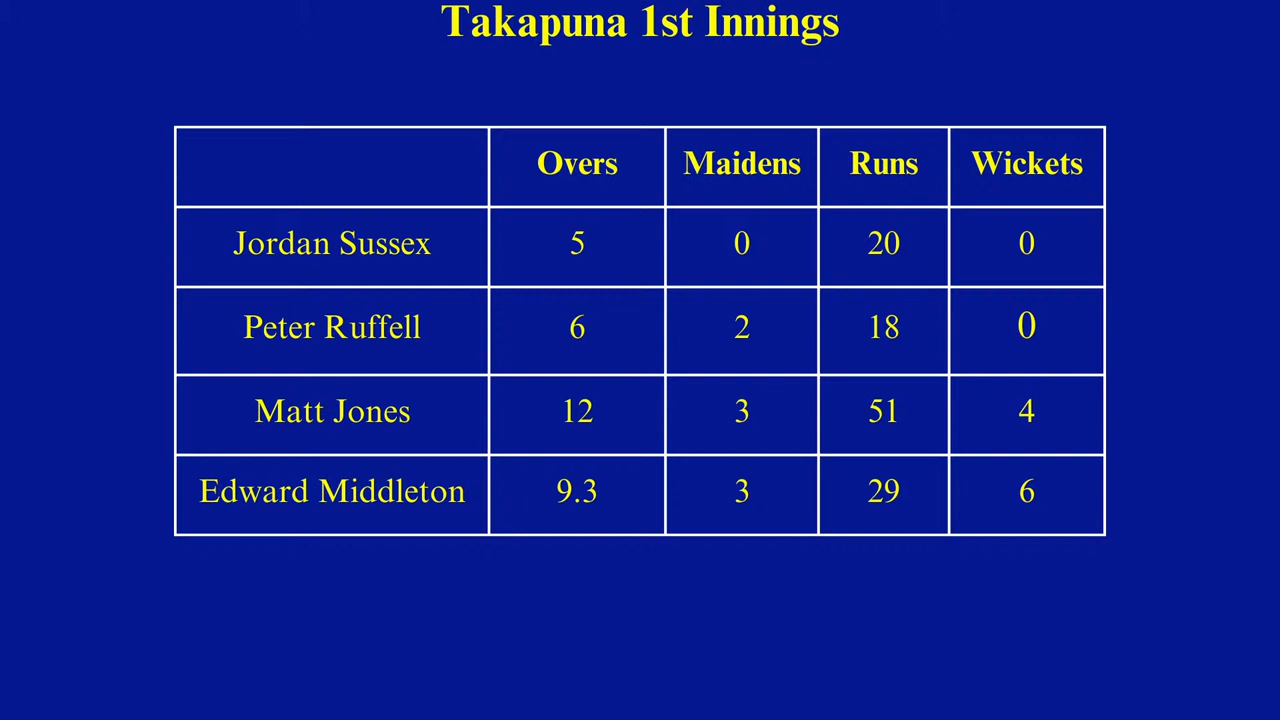 Takapuna 1st Innings
Overs Maidens Runs Wickets
Jordan Sussex 5 0 20 0
Peter Ruffell 6 2 18 0
Matt Jones 12 3 51 4
Edward Middleton 9.3 3 29 6